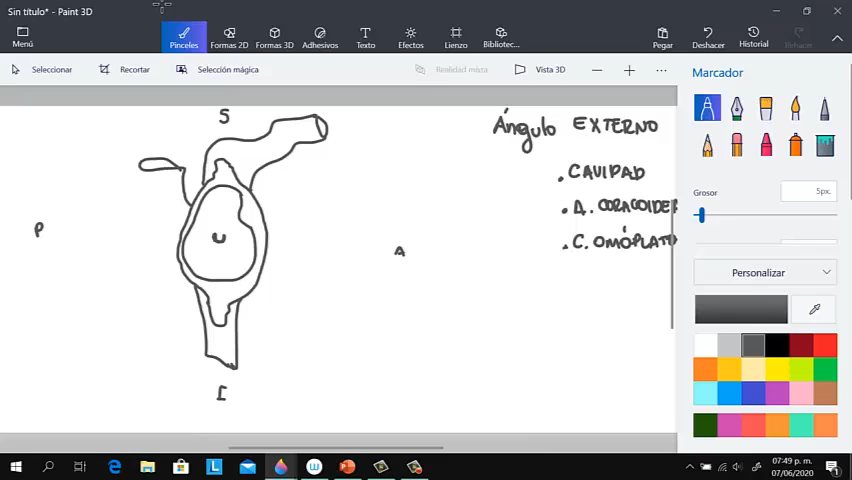 Sin título* - Paint 3D
Menú
Pinceles
Formas 2D
Formas 3D
Adhesivos
Texto
Efectos
Lienzo
Bibliotec...
Pegar
Deshacer
Historial
Rehacer
Seleccionar
Recortar
Selección mágica
Realidad mixta
Vista 3D
Marcador
Grosor
5px.
Personalizar
S
Ángulo EXTERNO
. CAVIDAD
. A. CORACOIDE
. C. OMÓPLATO
P
U
A
I
07:49 p. m.
07/06/2020